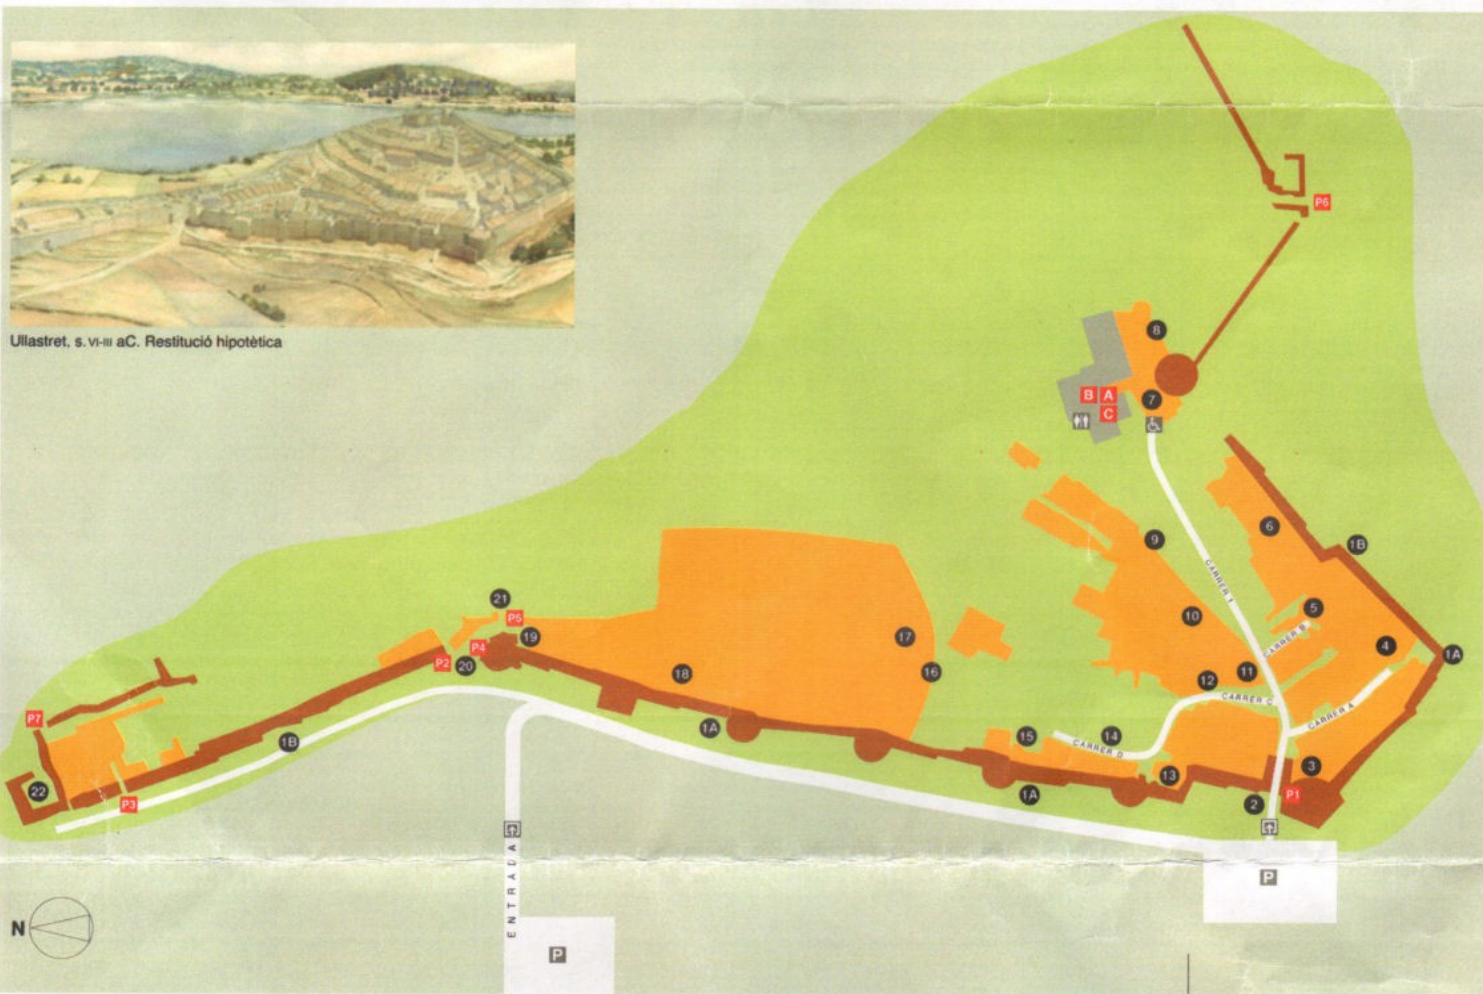 Ullastret, s. VI-III aC. Restitució hipotètica
P6
8
B A
C
7
9
6
1B
CARRER 1
10
5
CARRER B
4
1A
11
12
CARRER C
CARRER A
21
P5
19
P4
P2
20
17
16
18
1A
15
14
CARRER D
13
3
1A
2
P1
P7
1B
22
P3
ENTRADA
P
P
N